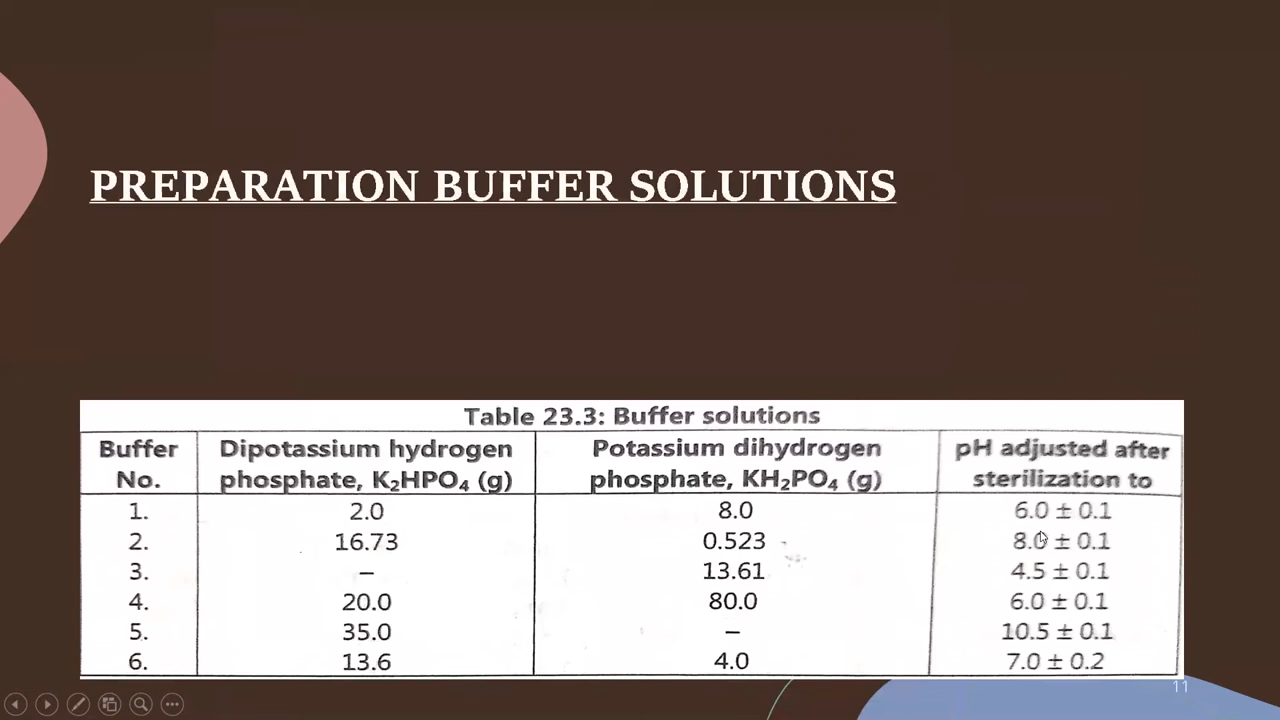 PREPARATION BUFFER SOLUTIONS
Table 23.3: Buffer solutions
Buffer No. Dipotassium hydrogen phosphate, K₂HPO₄ (g) Potassium dihydrogen phosphate, KH₂PO₄ (g) pH adjusted after sterilization to
1. 2.0 8.0 6.0 ± 0.1
2. 16.73 0.523 8.0 ± 0.1
3. – 13.61 4.5 ± 0.1
4. 20.0 80.0 6.0 ± 0.1
5. 35.0 – 10.5 ± 0.1
6. 13.6 4.0 7.0 ± 0.2
11